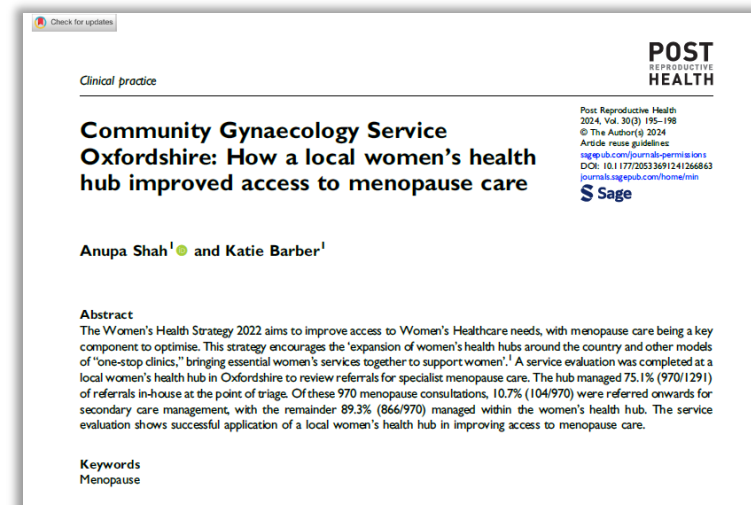 Check for updates
POST
REPRODUCTIVE
HEALTH
Clinical practice
Community Gynaecology Service
Oxfordshire: How a local women's health
hub improved access to menopause care
Post Reproductive Health
2024, Vol. 30(3) 195–198
© The Author(s) 2024
Article reuse guidelines:
sagepub.com/journals-permissions
DOI: 10.1177/20533691241266863
journals.sagepub.com/home/min
Sage
Anupa Shah¹ and Katie Barber¹
Abstract
The Women's Health Strategy 2022 aims to improve access to Women's Healthcare needs, with menopause care being a key
component to optimise. This strategy encourages the 'expansion of women's health hubs around the country and other models
of "one-stop clinics," bringing essential women's services together to support women'.¹ A service evaluation was completed at a
local women's health hub in Oxfordshire to review referrals for specialist menopause care. The hub managed 75.1% (970/1291)
of referrals in-house at the point of triage. Of these 970 menopause consultations, 10.7% (104/970) were referred onwards for
secondary care management, with the remainder 89.3% (866/970) managed within the women's health hub. The service
evaluation shows successful application of a local women's health hub in improving access to menopause care.
Keywords
Menopause